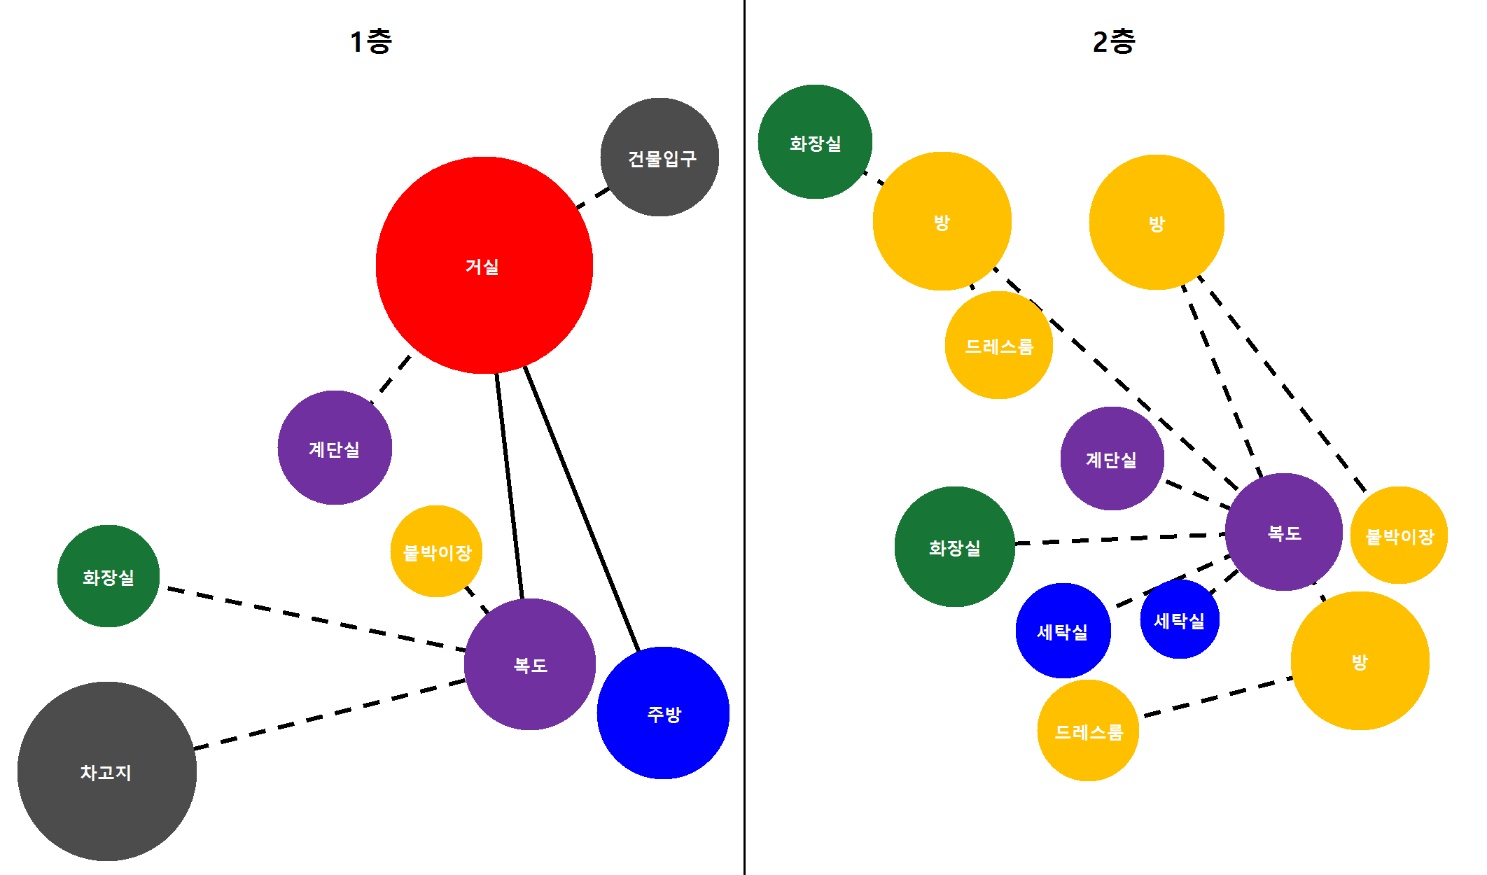 1층
건물입구
거실
계단실
붙박이장
화장실
복도
주방
차고지
2층
화장실
방
방
드레스룸
계단실
복도
붙박이장
화장실
세탁실
세탁실
방
드레스룸